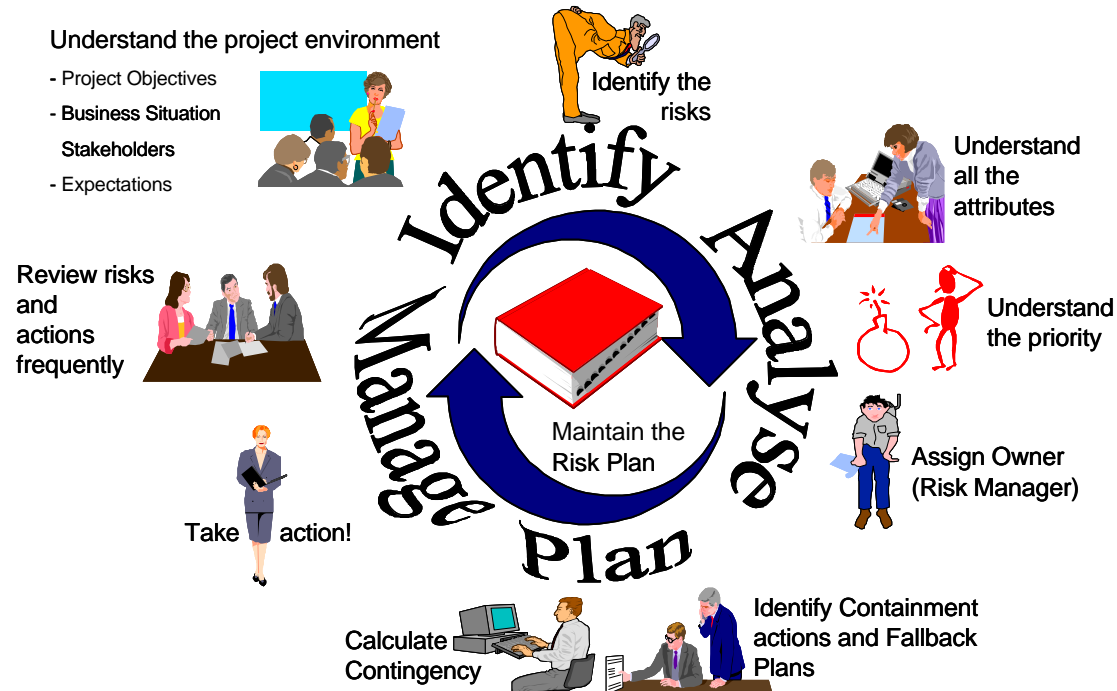 Understand the project environment
- Project Objectives
- Business Situation
Stakeholders
- Expectations
Identify the
risks
Understand
all the
attributes
Understand
the priority
Assign Owner
(Risk Manager)
Identify Containment
actions and Fallback
Plans
Calculate
Contingency
Take action!
Review risks
and
actions
frequently
Identify
Analyse
Plan
Manage
Maintain the
Risk Plan